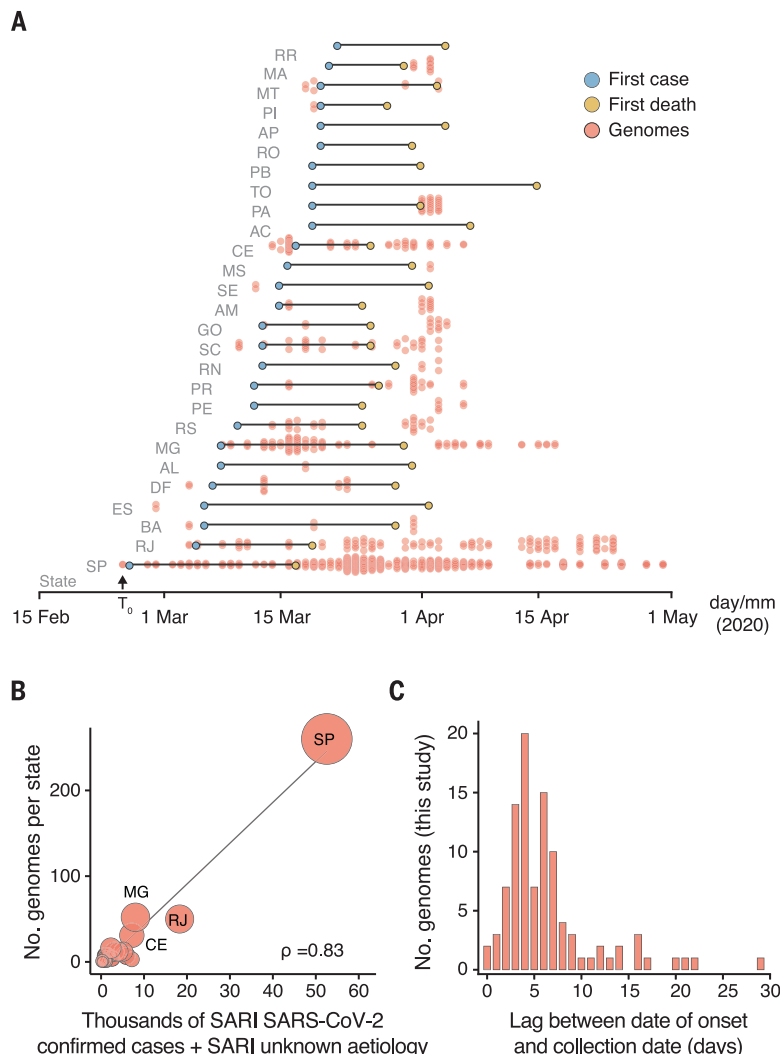 A
RR
MA
MT
PI
AP
RO
PB
TO
PA
AC
CE
MS
SE
AM
GO
SC
RN
PR
PE
RS
MG
AL
DF
ES
BA
RJ
SP
State
First case
First death
Genomes
T0
15 Feb 1 Mar 15 Mar 1 Apr 15 Apr 1 May
day/mm
(2020)
B
No. genomes per state
200
100
0
SP
MG
RJ
CE
ρ =0.83
0 10 20 30 40 50 60
Thousands of SARI SARS-CoV-2
confirmed cases + SARI unknown aetiology
C
No. genomes (this study)
20
15
10
5
0
0 5 10 15 20 25 30
Lag between date of onset
and collection date (days)